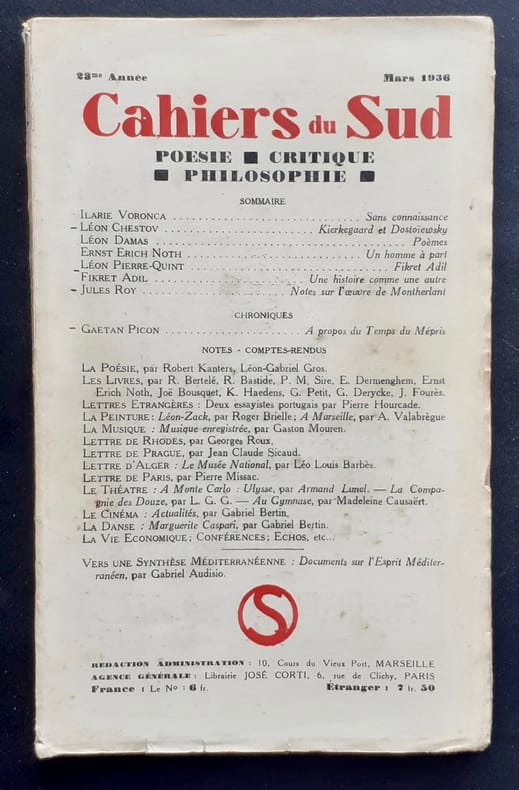 23me Année Mars 1936
Cahiers du Sud
POESIE ■ CRITIQUE
■ PHILOSOPHIE ■
SOMMAIRE
ILARIE VORONCA . . . . . . . . . . . . . . . . . . . . . . Sans connaissance
– LÉON CHESTOV . . . . . . . . . . . . . . . . Kierkegaard et Dostoïewsky
LÉON DAMAS . . . . . . . . . . . . . . . . . . . . . . . . . . . . Poèmes
ERNST ERICH NOTH . . . . . . . . . . . . . . . . . . . Un homme à part
– LÉON PIERRE-QUINT . . . . . . . . . . . . . . . . . . . . . Fikret Adil
FIKRET ADIL . . . . . . . . . . . . . . . . Une histoire comme une autre
– JULES ROY . . . . . . . . . . . . . . Notes sur l'œuvre de Montherlant
CHRONIQUES
– GAETAN PICON . . . . . . . . . . . . . . . A propos du Temps du Mépris
NOTES - COMPTES-RENDUS
LA POÉSIE, par Robert Kanters, Léon-Gabriel Gros.
LES LIVRES, par R. Bertelé, R. Bastide, P. M. Sire, E. Dermenghem, Ernst
Erich Noth, Joë Bousquet, K. Haedens, G. Petit, G. Derycke, J. Fourès.
LETTRES ETRANGÈRES : Deux essayistes portugais par Pierre Hourcade.
LA PEINTURE : Léon-Zack, par Roger Brielle ; A Marseille, par A. Valabrègue
LA MUSIQUE : Musique enregistrée, par Gaston Mouren.
LETTRE DE RHODES, par Georges Roux.
LETTRE DE PRAGUE, par Jean Claude Sicaud.
LETTRE D'ALGER : Le Musée National, par Léo Louis Barbès.
LETTRE DE PARIS, par Pierre Missac.
LE THÉATRE : A Monte Carlo : Ulysse, par Armand Lunel. — La Compa-
gnie des Douze, par L. G. G. — Au Gymnase, par Madeleine Causaërt.
LE CINÉMA : Actualités, par Gabriel Bertin.
LA DANSE : Marguerite Caspari, par Gabriel Bertin.
LA VIE ECONOMIQUE ; CONFÉRENCES ; ECHOS, etc...
VERS UNE SYNTHÈSE MÉDITERRANÉENNE : Documents sur l'Esprit Méditer-
ranéen, par Gabriel Audisio.
S
REDACTION ADMINISTRATION : 10, Cours du Vieux Port, MARSEILLE
AGENCE GÉNÉRALE : Librairie JOSÉ CORTI, 6, rue de Clichy, PARIS
France : Le No : 6 fr. Étranger : 7 fr. 50